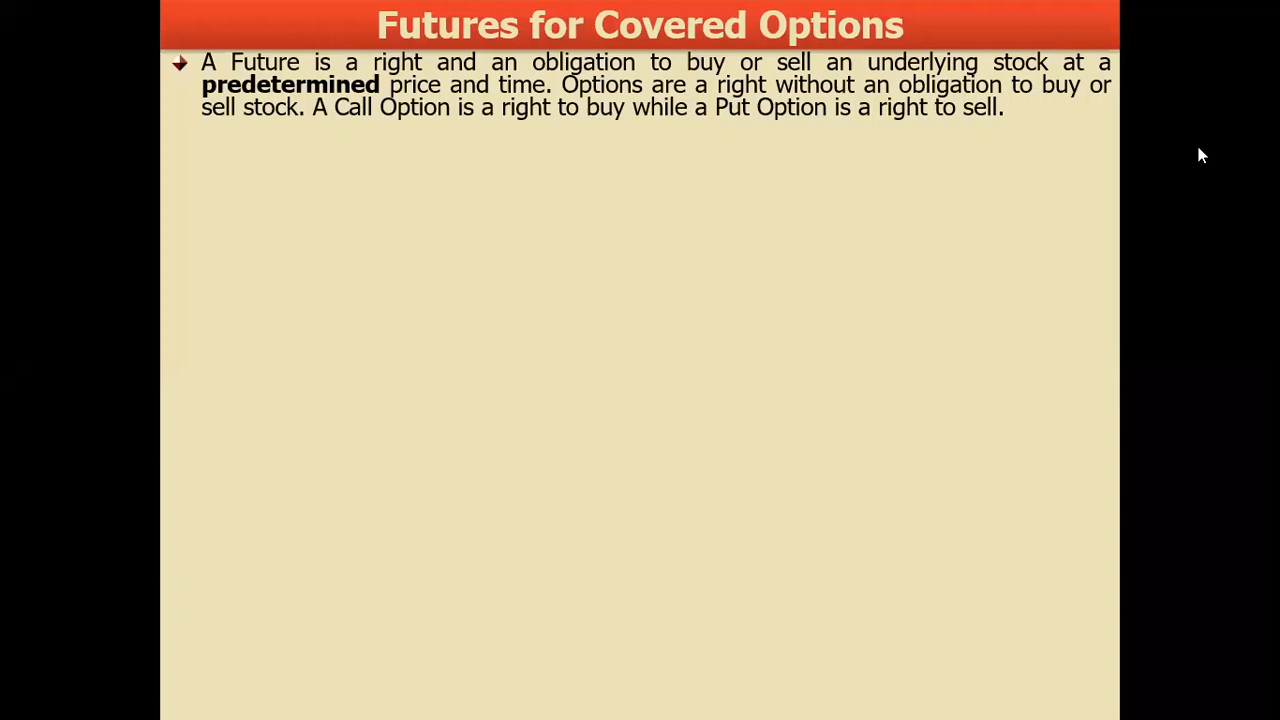 Futures for Covered Options
A Future is a right and an obligation to buy or sell an underlying stock at a
predetermined price and time. Options are a right without an obligation to buy or
sell stock. A Call Option is a right to buy while a Put Option is a right to sell.